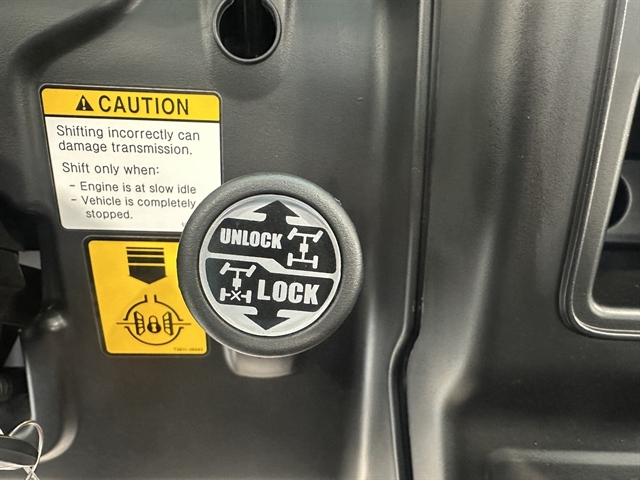 CAUTION
Shifting incorrectly can
damage transmission.
Shift only when:
- Engine is at slow idle
- Vehicle is completely
stopped.
UNLOCK
LOCK